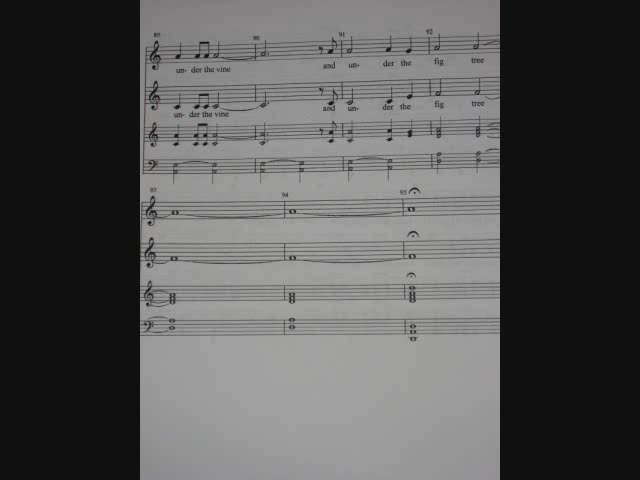 89 90 91 92
un- der the vine and un- der the fig tree
un- der the vine and un- der the fig tree
93 94 95